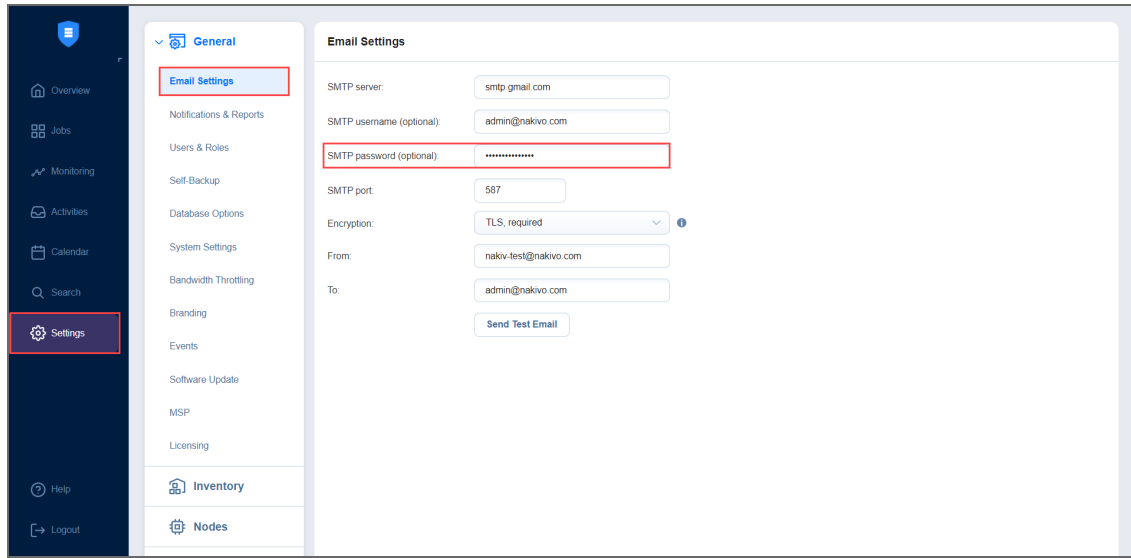 Overview
Jobs
Monitoring
Activities
Calendar
Search
Settings
Help
Logout
General
Email Settings
Notifications & Reports
Users & Roles
Self-Backup
Database Options
System Settings
Bandwidth Throttling
Branding
Events
Software Update
MSP
Licensing
Inventory
Nodes
Email Settings
SMTP server: smtp.gmail.com
SMTP username (optional): admin@nakivo.com
SMTP password (optional): •••••••••••••••
SMTP port: 587
Encryption: TLS, required
From: nakiv-test@nakivo.com
To: admin@nakivo.com
Send Test Email